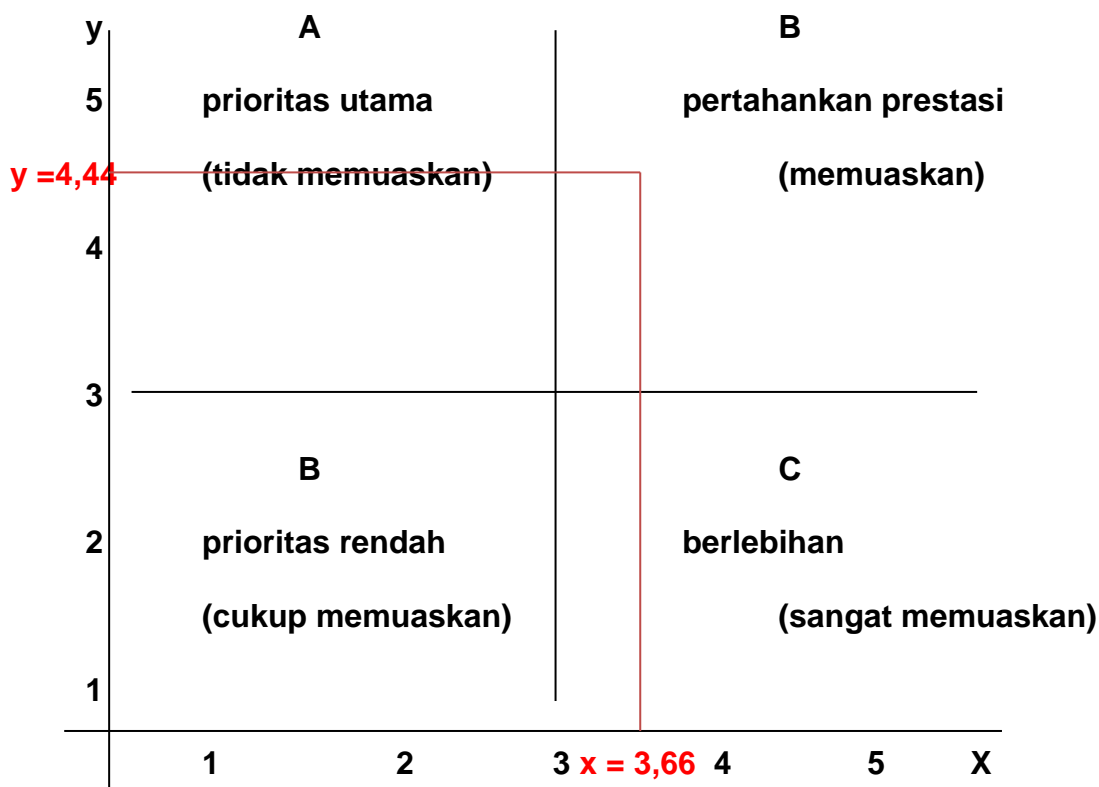 y A B
5 prioritas utama pertahankan prestasi
y =4,44 (tidak memuaskan) (memuaskan)
4
3
B C
2 prioritas rendah berlebihan
(cukup memuaskan) (sangat memuaskan)
1
1 2 3 x = 3,66 4 5 X